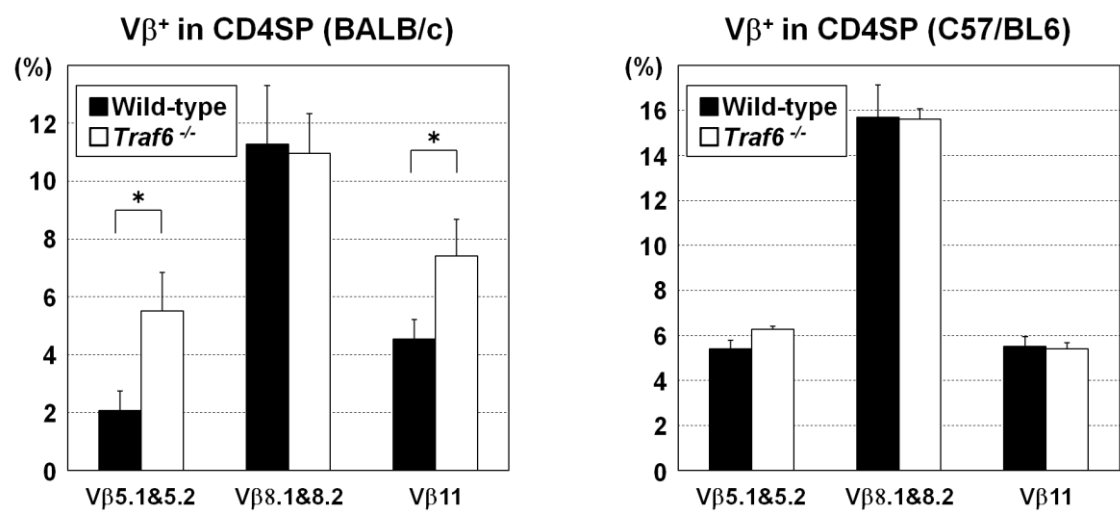 Vβ⁺ in CD4SP (BALB/c)
(%)
Wild-type
Traf6 -/-
12
10
8
6
4
2
0
*
*
Vβ5.1&5.2
Vβ8.1&8.2
Vβ11
Vβ⁺ in CD4SP (C57/BL6)
(%)
Wild-type
Traf6 -/-
16
14
12
10
8
6
4
2
0
Vβ5.1&5.2
Vβ8.1&8.2
Vβ11